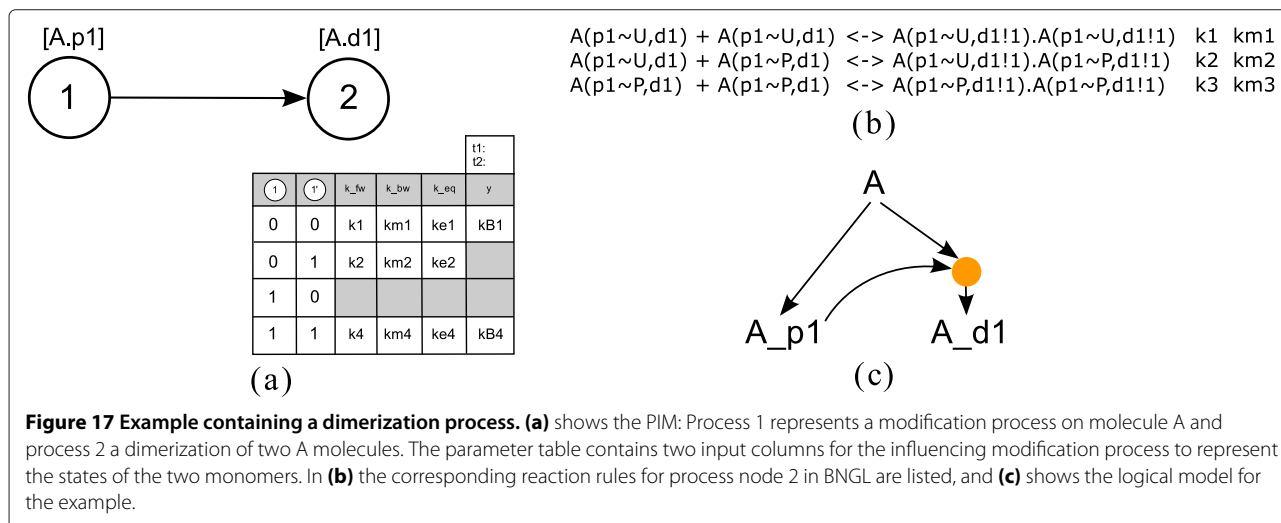 [A.p1] [A.d1]
1 2
t1:
t2:
1 1' k_fw k_bw k_eq y
0 0 k1 km1 ke1 kB1
0 1 k2 km2 ke2
1 0
1 1 k4 km4 ke4 kB4
(a)
A(p1~U,d1) + A(p1~U,d1) <-> A(p1~U,d1!1).A(p1~U,d1!1) k1 km1
A(p1~U,d1) + A(p1~P,d1) <-> A(p1~U,d1!1).A(p1~P,d1!1) k2 km2
A(p1~P,d1) + A(p1~P,d1) <-> A(p1~P,d1!1).A(p1~P,d1!1) k3 km3
(b)
A
A_p1 A_d1
(c)
Figure 17 Example containing a dimerization process. (a) shows the PIM: Process 1 represents a modification process on molecule A and
process 2 a dimerization of two A molecules. The parameter table contains two input columns for the influencing modification process to represent
the states of the two monomers. In (b) the corresponding reaction rules for process node 2 in BNGL are listed, and (c) shows the logical model for
the example.